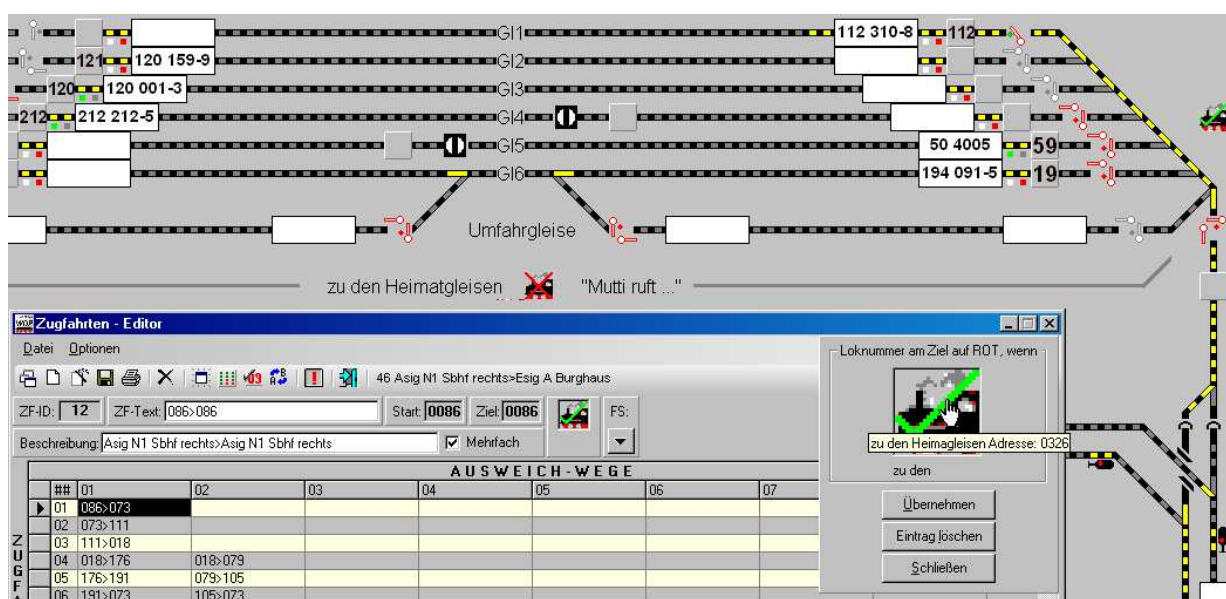 Gl1 112 310-8 112
121 120 159-9 Gl2
120 120 001-3 Gl3
212 212 212-5 Gl4
Gl5 50 4005 59
Gl6 194 091-5 19
Umfahrgleise
zu den Heimatgleisen "Mutti ruft ..."
Zugfahrten - Editor
Datei Optionen
Loknummer am Ziel auf ROT, wenn
46 Asig N1 Sbhf rechts>Esig A Burghaus
ZF-ID: 12 ZF-Text: 086>086 Start: 0086 Ziel: 0086 FS:
Beschreibung: Asig N1 Sbhf rechts>Asig N1 Sbhf rechts Mehrfach
zu den Heimagleisen Adresse: 0326
zu den
AUSWEICH-WEGE
## 01 02 03 04 05 06 07
01 086>073
02 073>111
03 111>018
04 018>176 018>079
05 176>191 079>105
06 191>073 105>073
Übernehmen
Eintrag löschen
Schließen